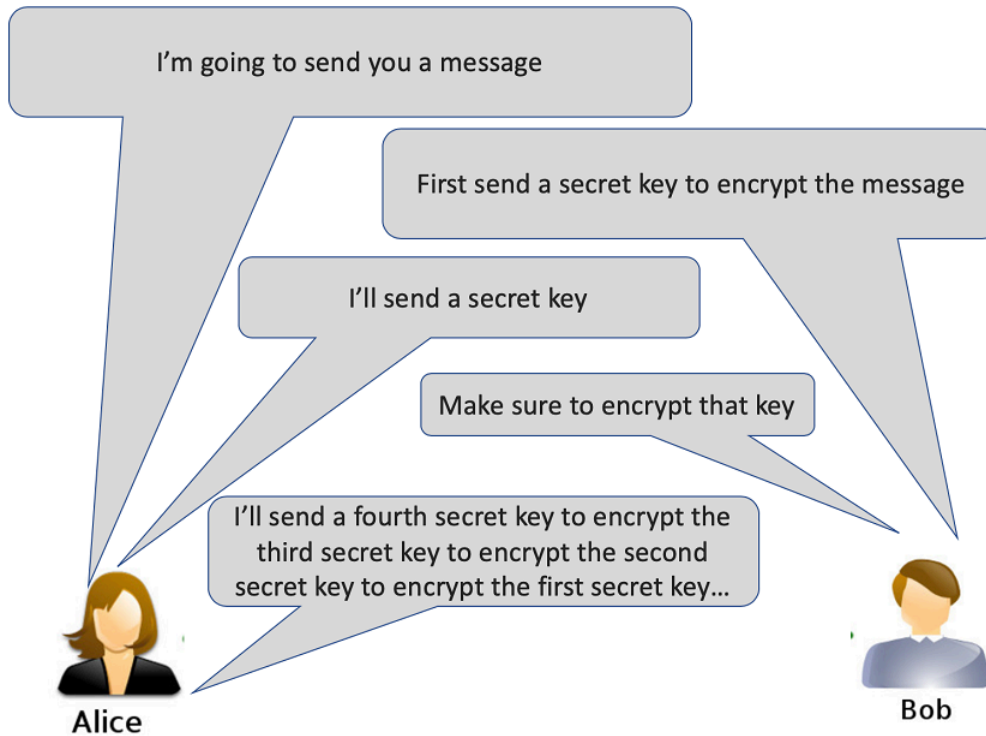 I’m going to send you a message
First send a secret key to encrypt the message
I’ll send a secret key
Make sure to encrypt that key
I’ll send a fourth secret key to encrypt the
third secret key to encrypt the second
secret key to encrypt the first secret key…
Alice
Bob